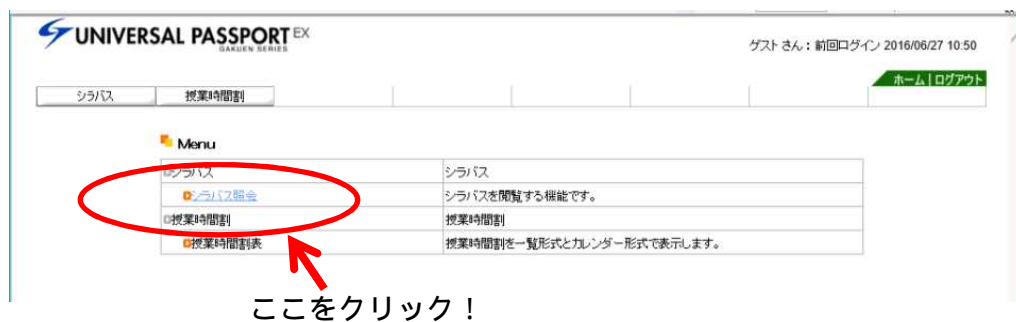 UNIVERSAL PASSPORT EX
GAKUEN SERIES
ゲスト さん：前回ログイン 2016/06/27 10:50
ホーム | ログアウト
シラバス 授業時間割
Menu
シラバス シラバス
シラバス照会 シラバスを閲覧する機能です。
授業時間割 授業時間割
授業時間割表 授業時間割を一覧形式とカレンダー形式で表示します。
ここをクリック！